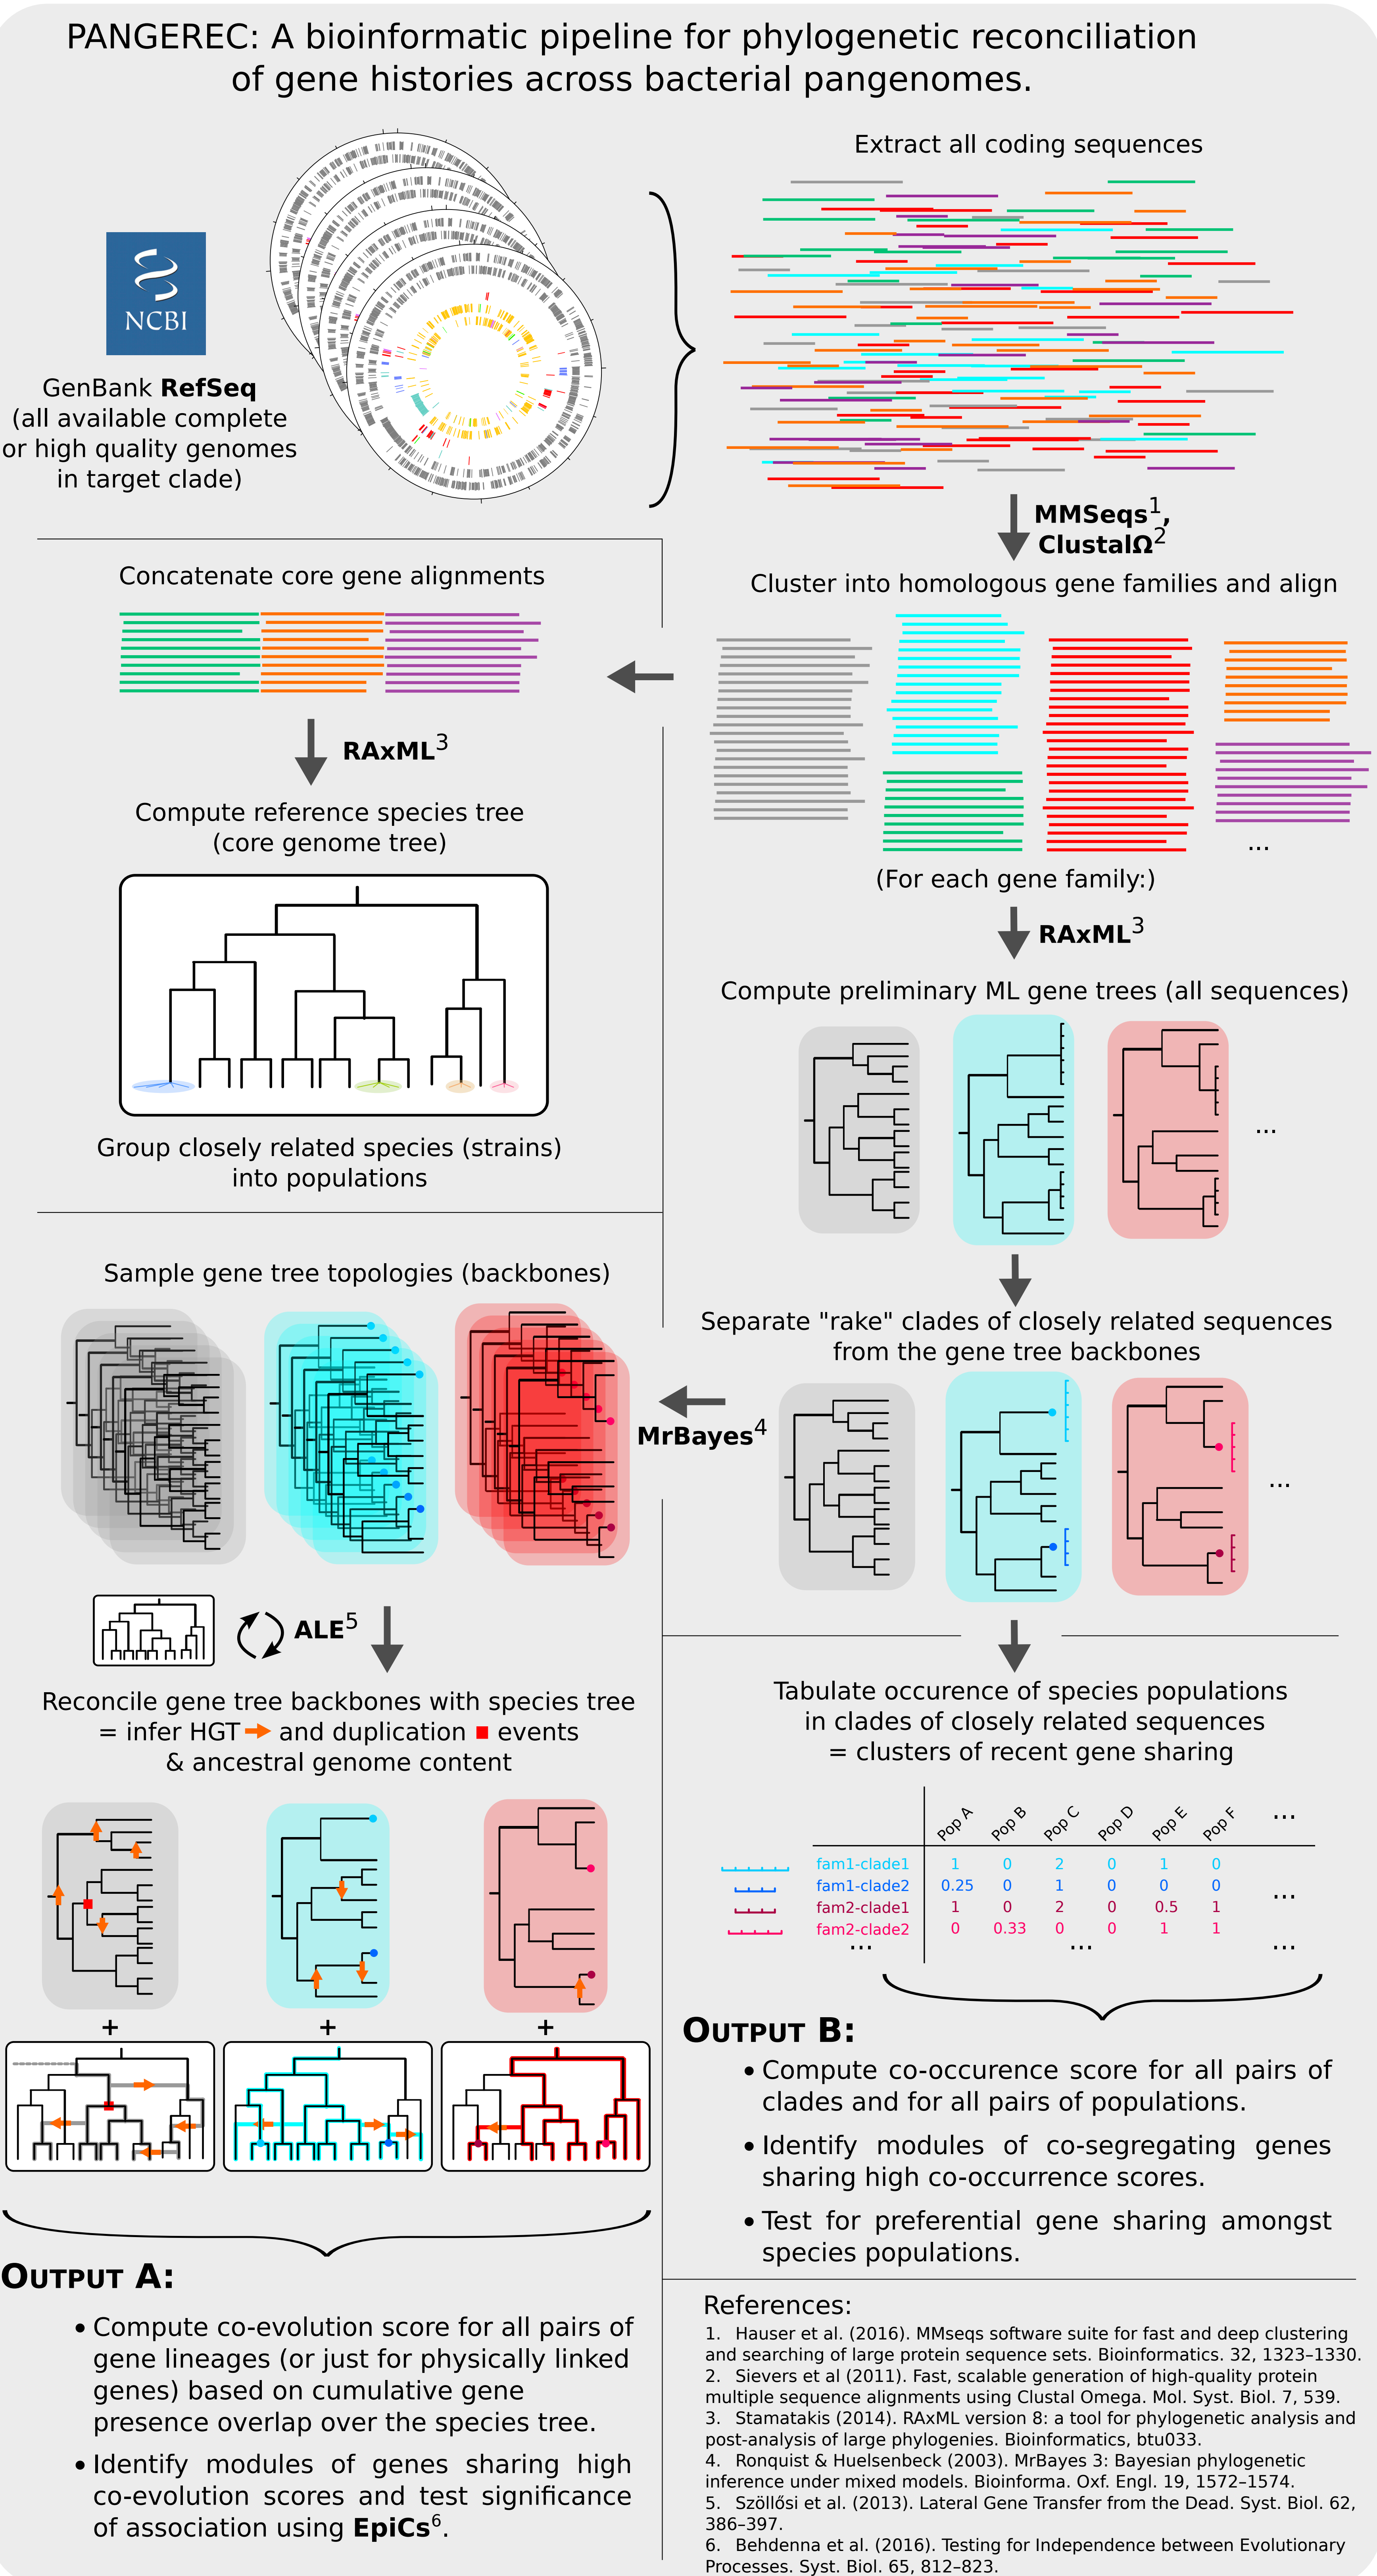 PANGEREC: A bioinformatic pipeline for phylogenetic reconciliation
of gene histories across bacterial pangenomes.
NCBI
GenBank RefSeq
(all available complete
or high quality genomes
in target clade)
Extract all coding sequences
MMSeqs1,
ClustalΩ2
Cluster into homologous gene families and align
...
(For each gene family:)
Concatenate core gene alignments
RAxML3
Compute reference species tree
(core genome tree)
Group closely related species (strains)
into populations
RAxML3
Compute preliminary ML gene trees (all sequences)
...
Separate "rake" clades of closely related sequences
from the gene tree backbones
...
MrBayes4
Sample gene tree topologies (backbones)
ALE5
Reconcile gene tree backbones with species tree
= infer HGT and duplication events
& ancestral genome content
+ + +
OUTPUT A:
• Compute co-evolution score for all pairs of
gene lineages (or just for physically linked
genes) based on cumulative gene
presence overlap over the species tree.
• Identify modules of genes sharing high
co-evolution scores and test significance
of association using EpiCs6.
Tabulate occurence of species populations
in clades of closely related sequences
= clusters of recent gene sharing
Pop A Pop B Pop C Pop D Pop E Pop F ...
fam1-clade1 1 0 2 0 1 0
fam1-clade2 0.25 0 1 0 0 0 ...
fam2-clade1 1 0 2 0 0.5 1
fam2-clade2 0 0.33 0 0 1 1
... ... ...
OUTPUT B:
• Compute co-occurence score for all pairs of
clades and for all pairs of populations.
• Identify modules of co-segregating genes
sharing high co-occurrence scores.
• Test for preferential gene sharing amongst
species populations.
References:
1. Hauser et al. (2016). MMseqs software suite for fast and deep clustering
and searching of large protein sequence sets. Bioinformatics. 32, 1323–1330.
2. Sievers et al (2011). Fast, scalable generation of high-quality protein
multiple sequence alignments using Clustal Omega. Mol. Syst. Biol. 7, 539.
3. Stamatakis (2014). RAxML version 8: a tool for phylogenetic analysis and
post-analysis of large phylogenies. Bioinformatics, btu033.
4. Ronquist & Huelsenbeck (2003). MrBayes 3: Bayesian phylogenetic
inference under mixed models. Bioinforma. Oxf. Engl. 19, 1572–1574.
5. Szöllősi et al. (2013). Lateral Gene Transfer from the Dead. Syst. Biol. 62,
386–397.
6. Behdenna et al. (2016). Testing for Independence between Evolutionary
Processes. Syst. Biol. 65, 812–823.